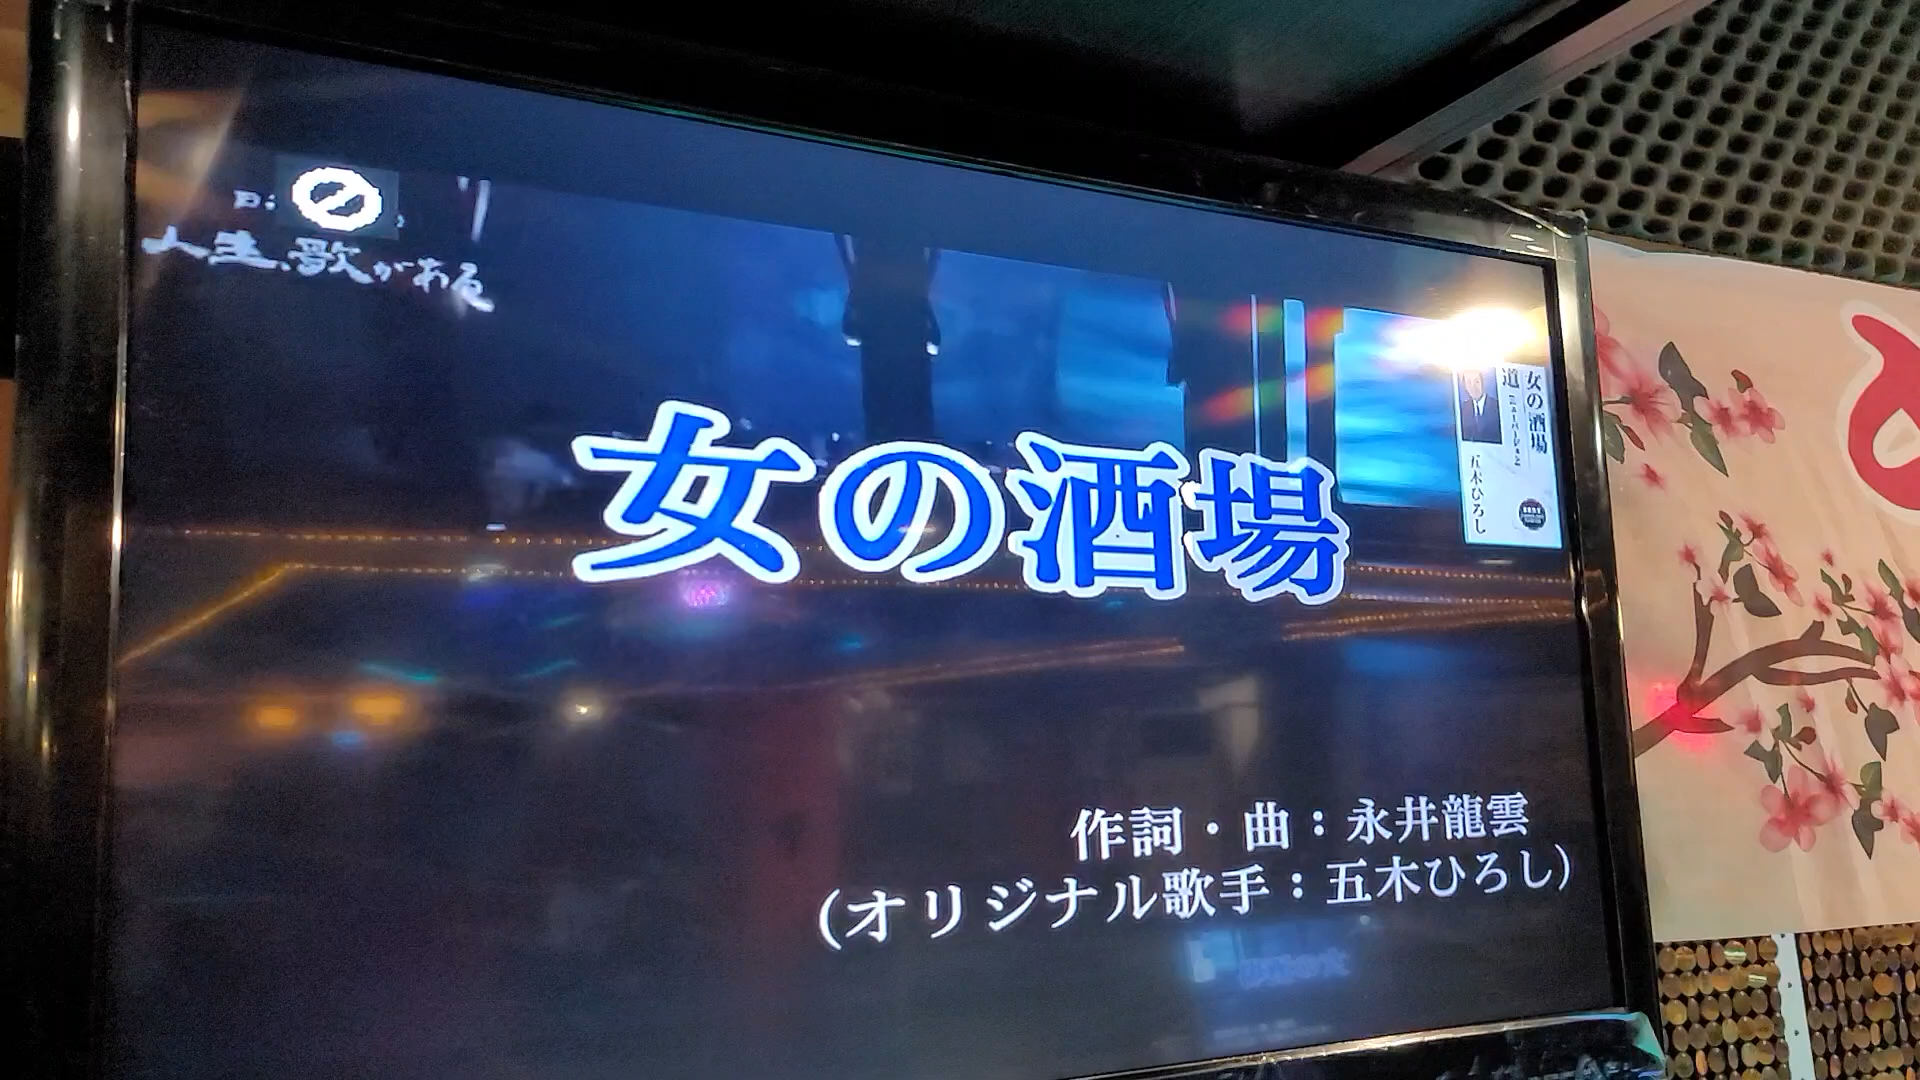 人生、歌がある
女の酒場
女の酒場
道
五木ひろし
作詞・曲：永井龍雲
(オリジナル歌手：五木ひろし)